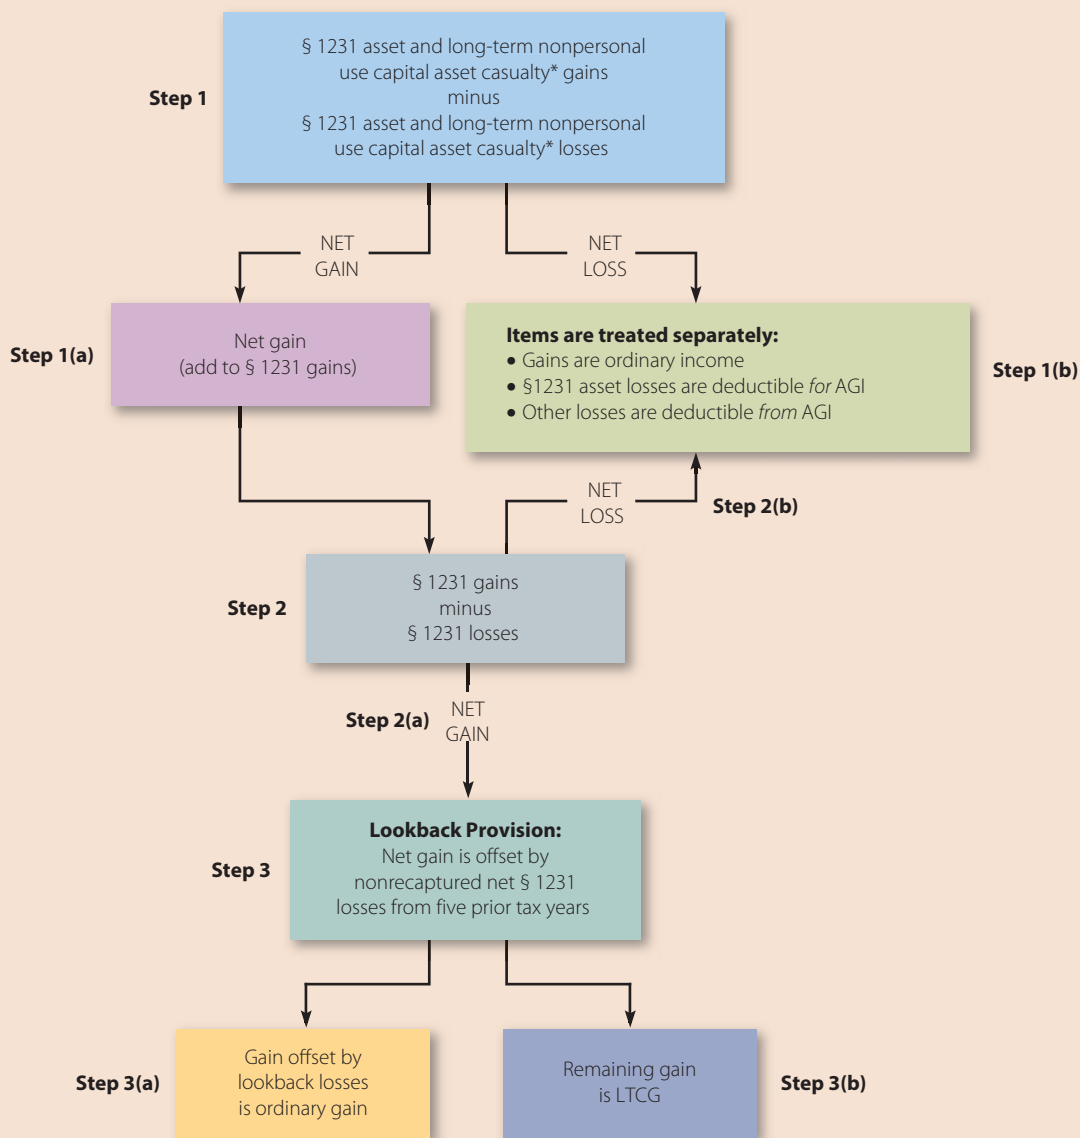 Step 1
§ 1231 asset and long-term nonpersonal
use capital asset casualty* gains
minus
§ 1231 asset and long-term nonpersonal
use capital asset casualty* losses
NET
GAIN
NET
LOSS
Step 1(a)
Net gain
(add to § 1231 gains)
Items are treated separately:
• Gains are ordinary income
• §1231 asset losses are deductible for AGI
• Other losses are deductible from AGI
Step 1(b)
NET
LOSS
Step 2(b)
Step 2
§ 1231 gains
minus
§ 1231 losses
Step 2(a)
NET
GAIN
Step 3
Lookback Provision:
Net gain is offset by
nonrecaptured net § 1231
losses from five prior tax years
Step 3(a)
Gain offset by
lookback losses
is ordinary gain
Remaining gain
is LTCG
Step 3(b)